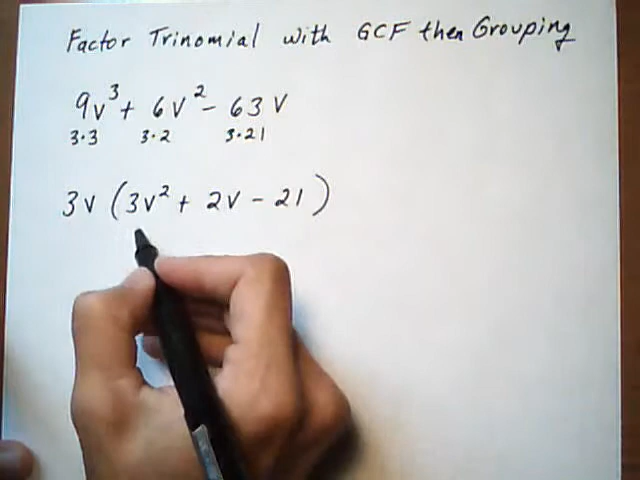 Factor Trinomial with GCF then Grouping
9v³ + 6v² - 63v
3·3 3·2 3·21
3v (3v² + 2v - 21)